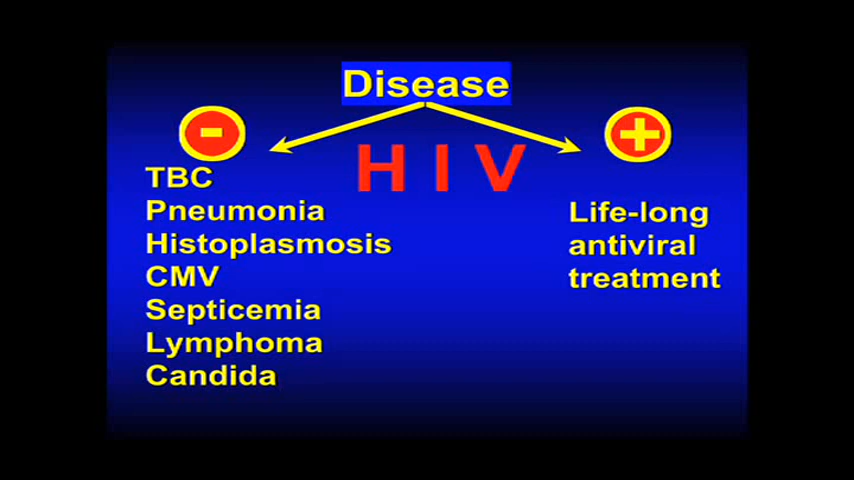 Disease
-
+
H I V
TBC
Pneumonia
Histoplasmosis
CMV
Septicemia
Lymphoma
Candida
Life-long
antiviral
treatment